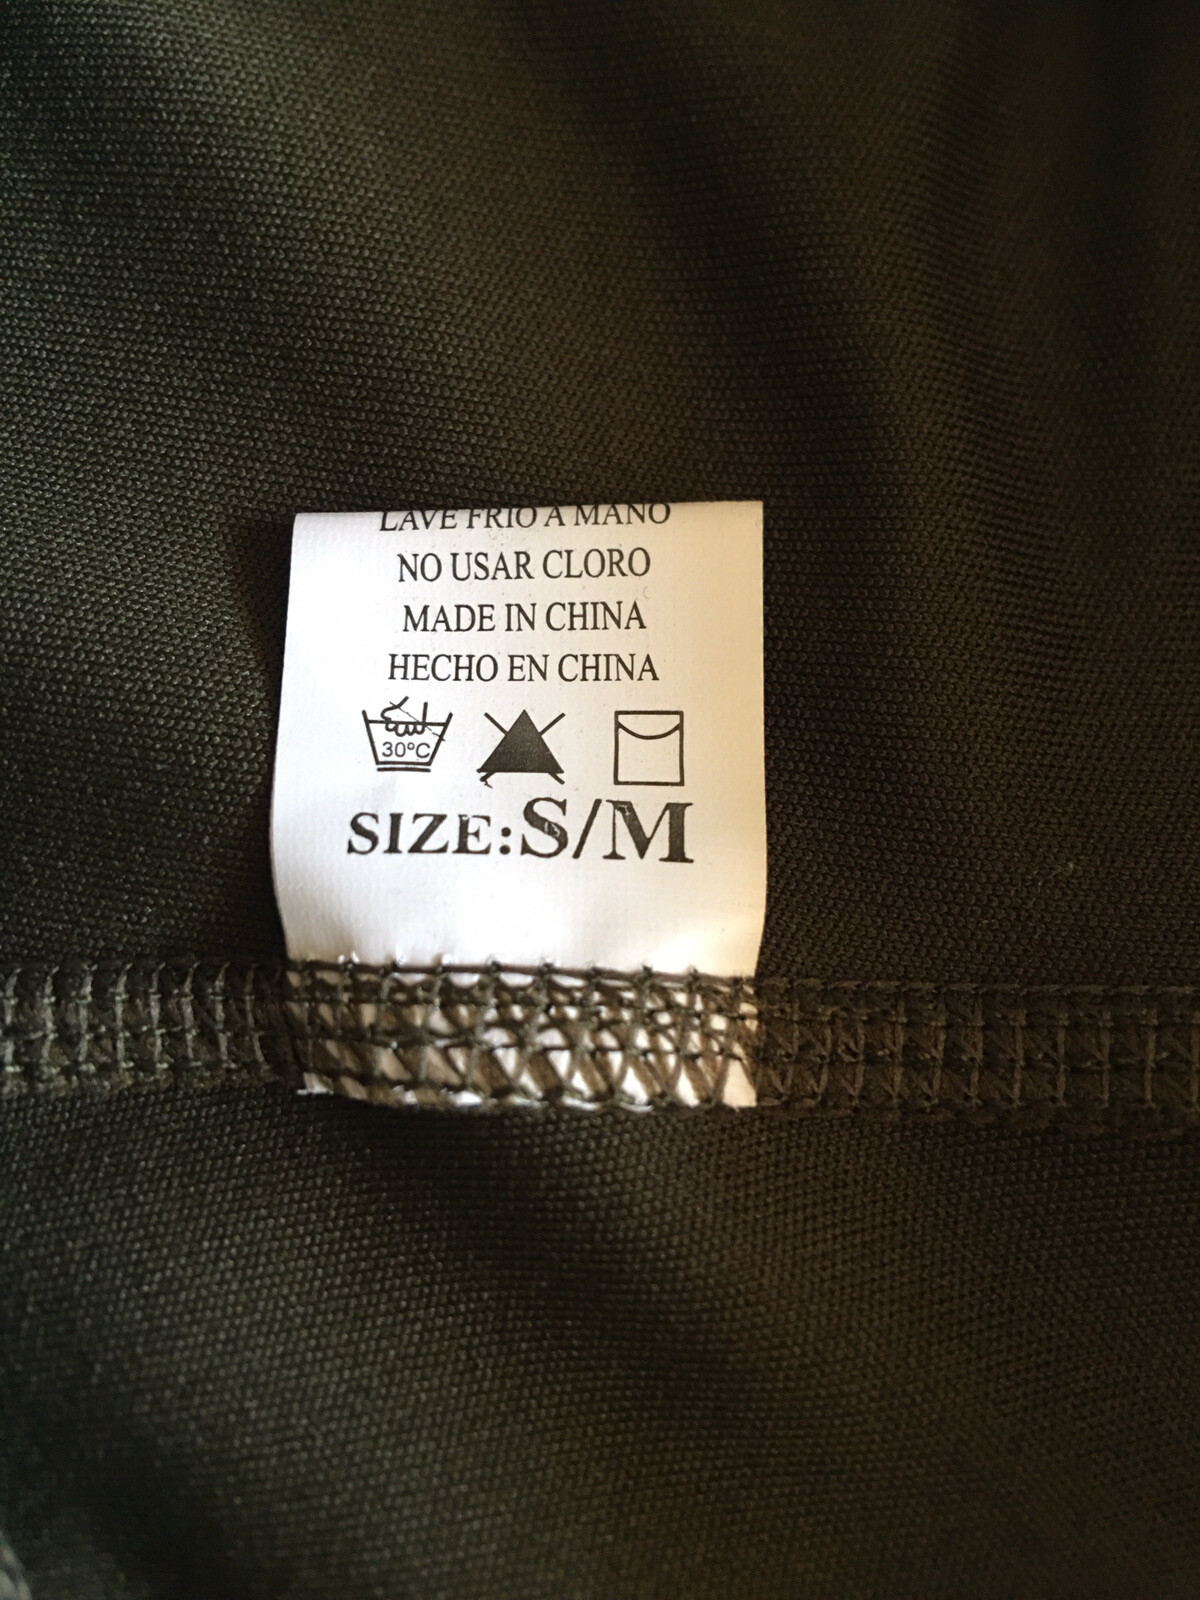 LAVE FRIO A MANO
NO USAR CLORO
MADE IN CHINA
HECHO EN CHINA
30°C
SIZE:S/M